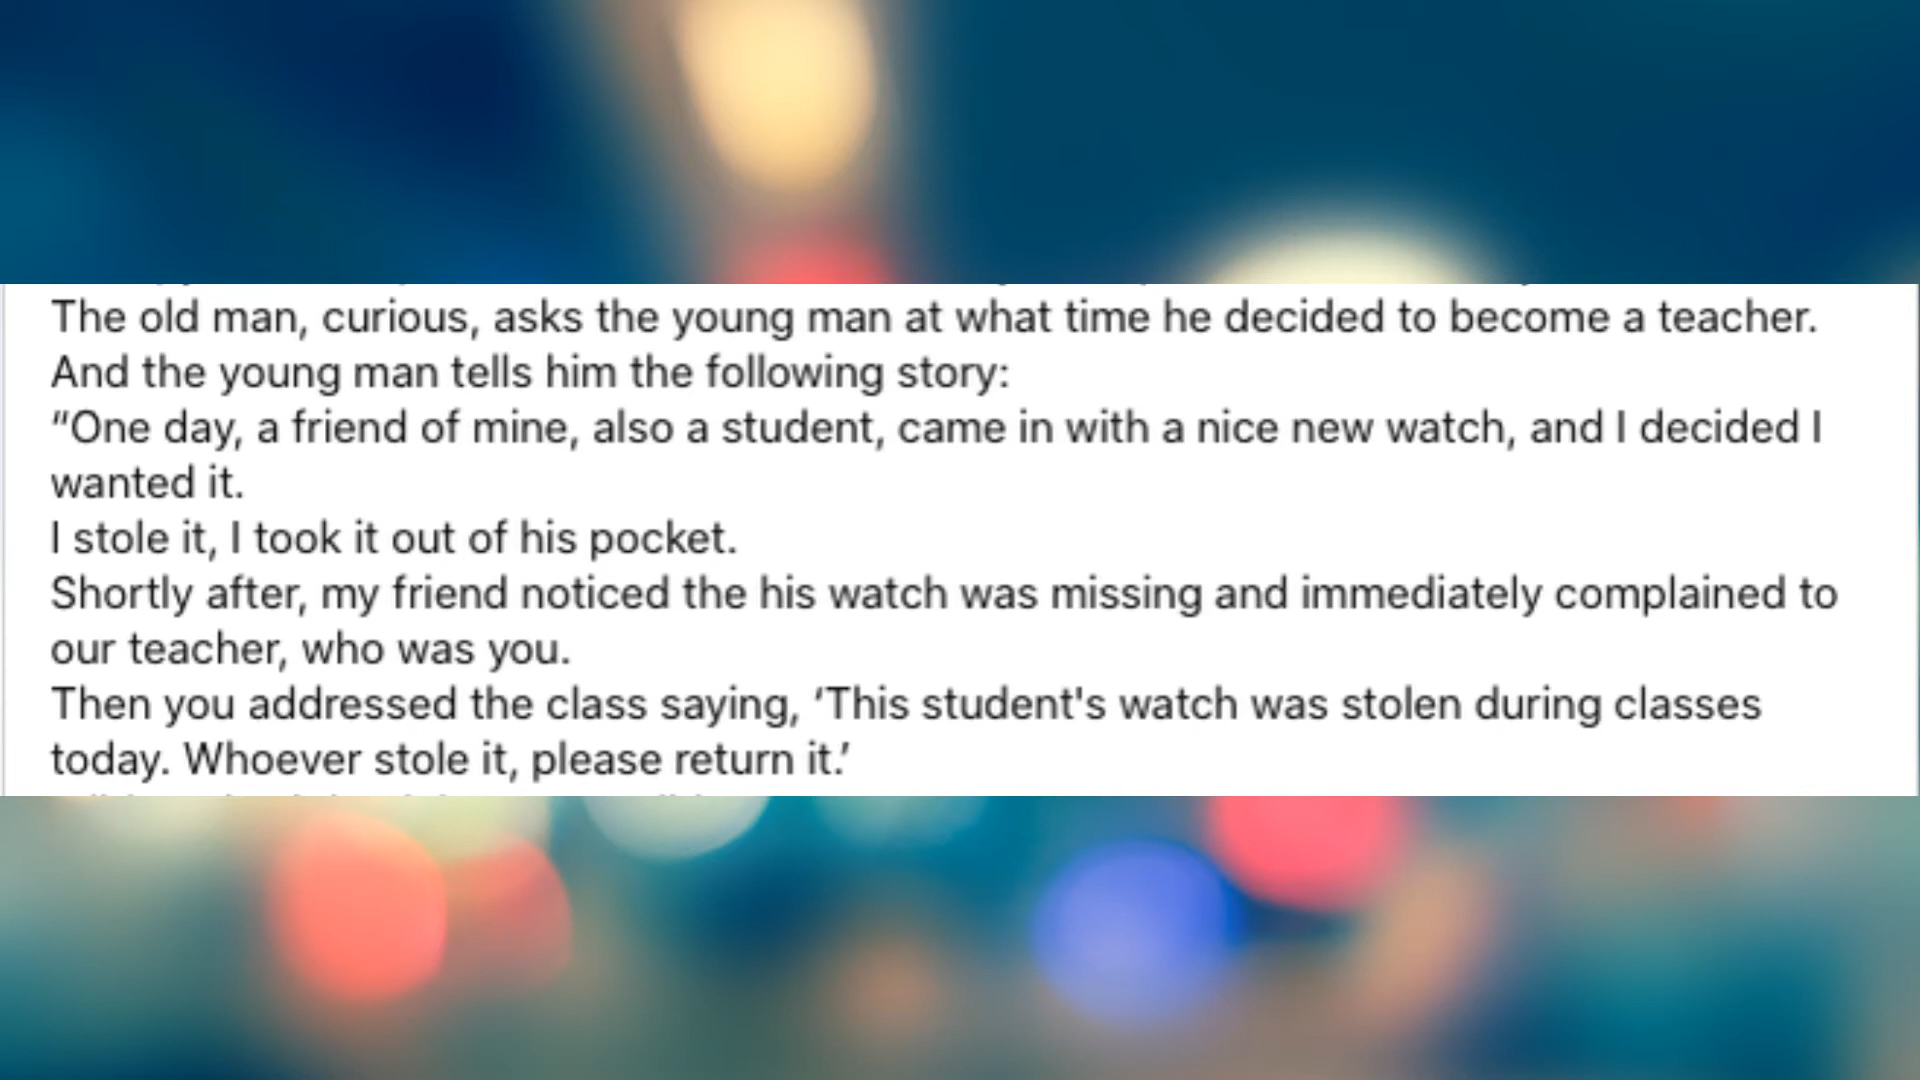 The old man, curious, asks the young man at what time he decided to become a teacher.
And the young man tells him the following story:
“One day, a friend of mine, also a student, came in with a nice new watch, and I decided I
wanted it.
I stole it, I took it out of his pocket.
Shortly after, my friend noticed the his watch was missing and immediately complained to
our teacher, who was you.
Then you addressed the class saying, ‘This student's watch was stolen during classes
today. Whoever stole it, please return it.’